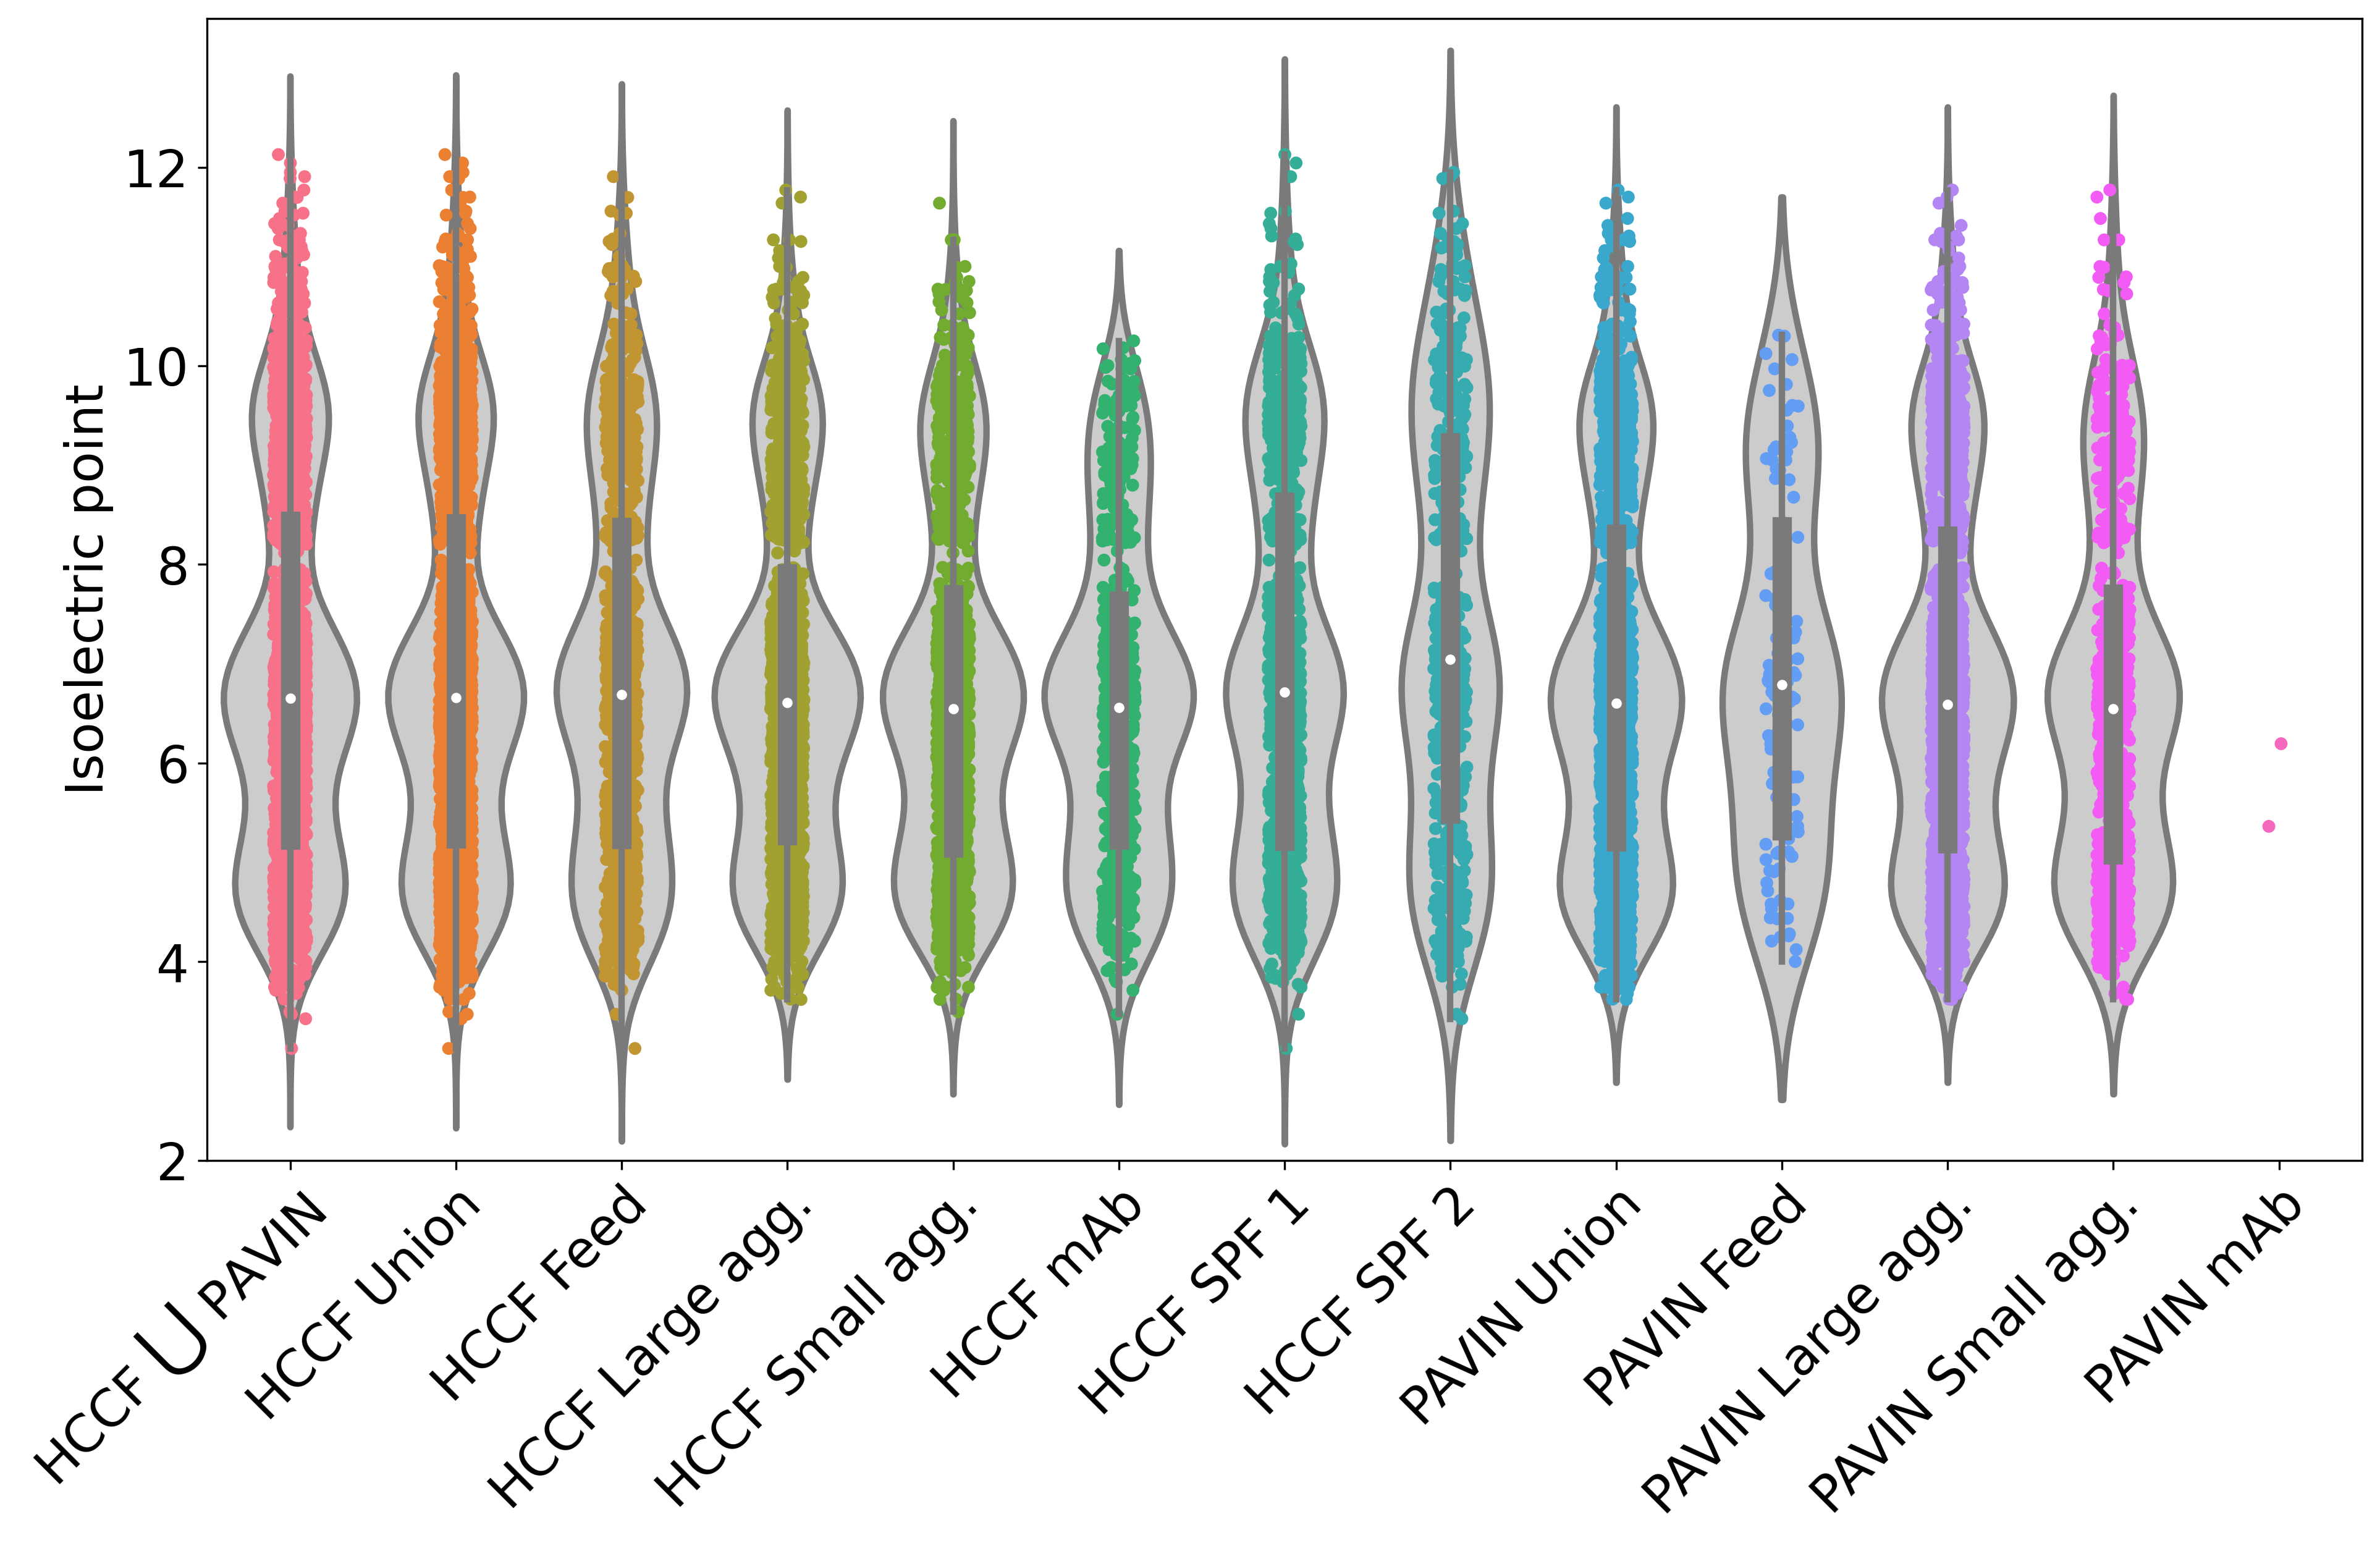 Isoelectric point
12
10
8
6
4
2
HCCF U PAVIN
HCCF Union
HCCF Feed
HCCF Large agg.
HCCF Small agg.
HCCF mAb
HCCF SPF 1
HCCF SPF 2
PAVIN Union
PAVIN Feed
PAVIN Large agg.
PAVIN Small agg.
PAVIN mAb